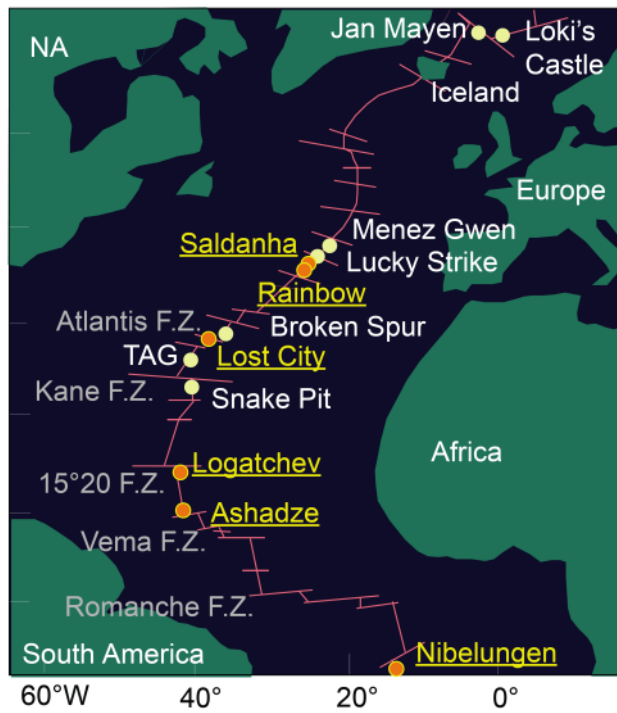 NA
Jan Mayen
Loki's
Castle
Iceland
Europe
Menez Gwen
Saldanha
Lucky Strike
Rainbow
Atlantis F.Z.
Broken Spur
TAG
Lost City
Kane F.Z.
Snake Pit
Africa
Logatchev
15°20 F.Z.
Ashadze
Vema F.Z.
Romanche F.Z.
South America
Nibelungen
60°W 40° 20° 0°